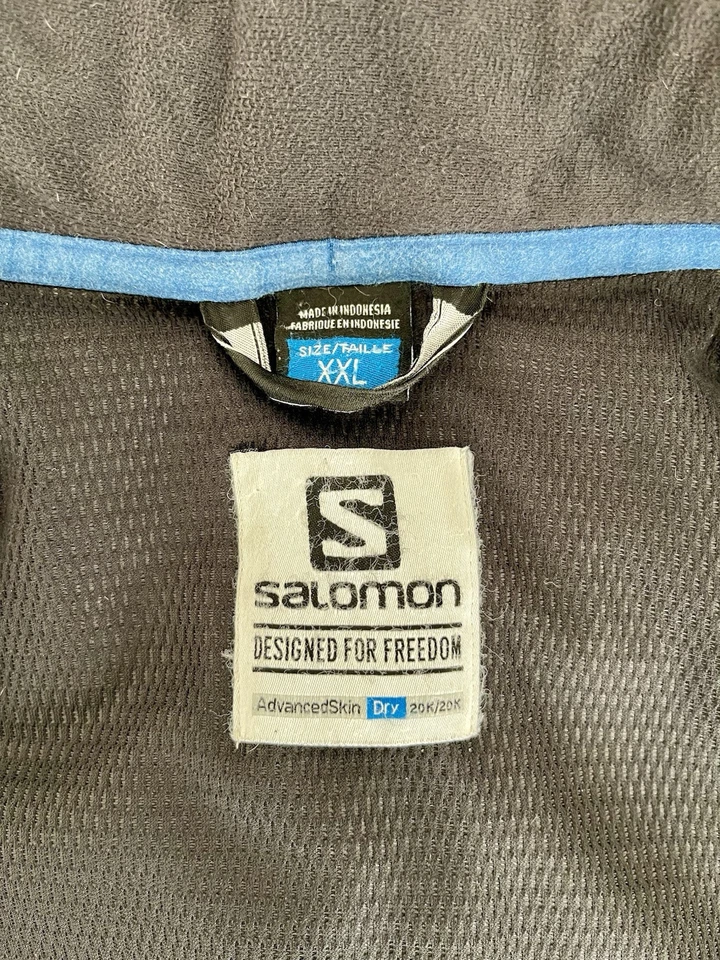 MADE IN INDONESIA
FABRIQUE EN INDONESIE
SIZE/TAILLE
XXL
S
salomon
DESIGNED FOR FREEDOM
AdvancedSkin Dry 20K/20K